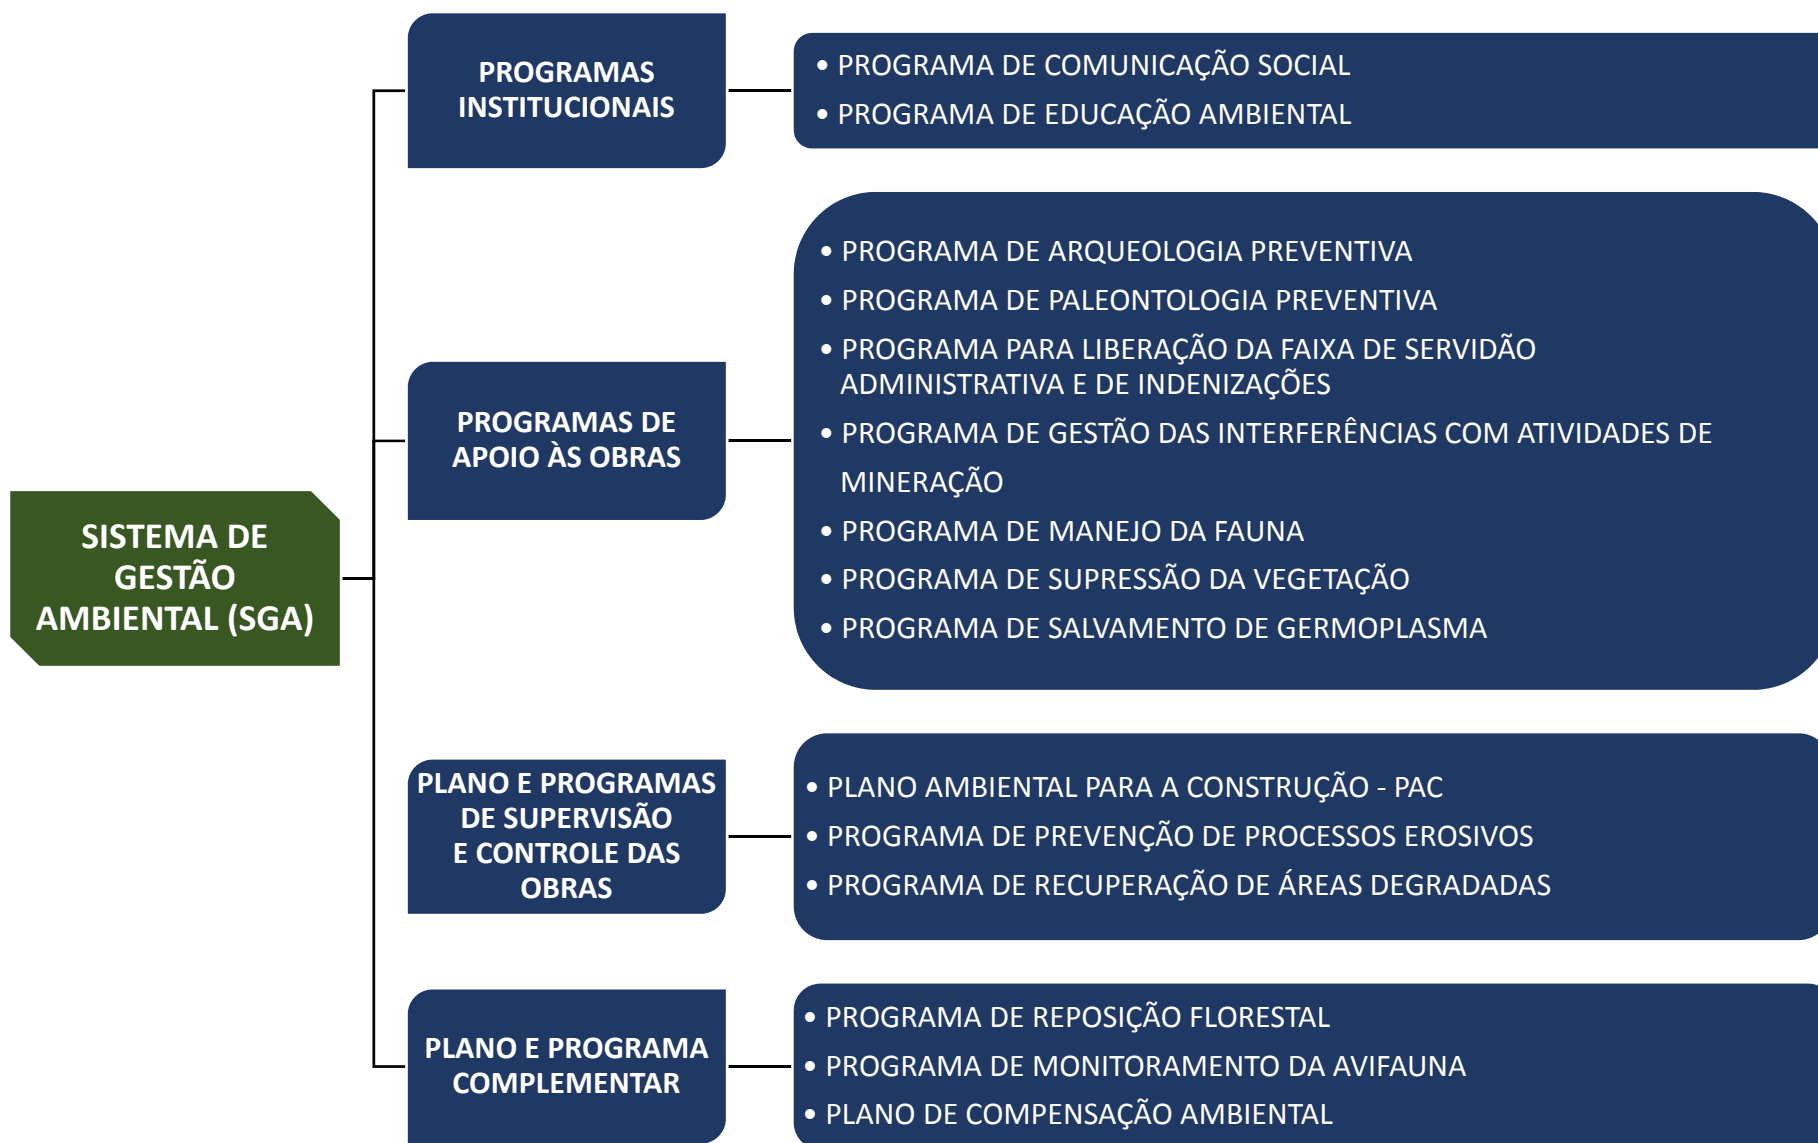 SISTEMA DE
GESTÃO
AMBIENTAL (SGA)
PROGRAMAS
INSTITUCIONAIS
• PROGRAMA DE COMUNICAÇÃO SOCIAL
• PROGRAMA DE EDUCAÇÃO AMBIENTAL
PROGRAMAS DE
APOIO ÀS OBRAS
• PROGRAMA DE ARQUEOLOGIA PREVENTIVA
• PROGRAMA DE PALEONTOLOGIA PREVENTIVA
• PROGRAMA PARA LIBERAÇÃO DA FAIXA DE SERVIDÃO
ADMINISTRATIVA E DE INDENIZAÇÕES
• PROGRAMA DE GESTÃO DAS INTERFERÊNCIAS COM ATIVIDADES DE
MINERAÇÃO
• PROGRAMA DE MANEJO DA FAUNA
• PROGRAMA DE SUPRESSÃO DA VEGETAÇÃO
• PROGRAMA DE SALVAMENTO DE GERMOPLASMA
PLANO E PROGRAMAS
DE SUPERVISÃO
E CONTROLE DAS
OBRAS
• PLANO AMBIENTAL PARA A CONSTRUÇÃO - PAC
• PROGRAMA DE PREVENÇÃO DE PROCESSOS EROSIVOS
• PROGRAMA DE RECUPERAÇÃO DE ÁREAS DEGRADADAS
PLANO E PROGRAMA
COMPLEMENTAR
• PROGRAMA DE REPOSIÇÃO FLORESTAL
• PROGRAMA DE MONITORAMENTO DA AVIFAUNA
• PLANO DE COMPENSAÇÃO AMBIENTAL